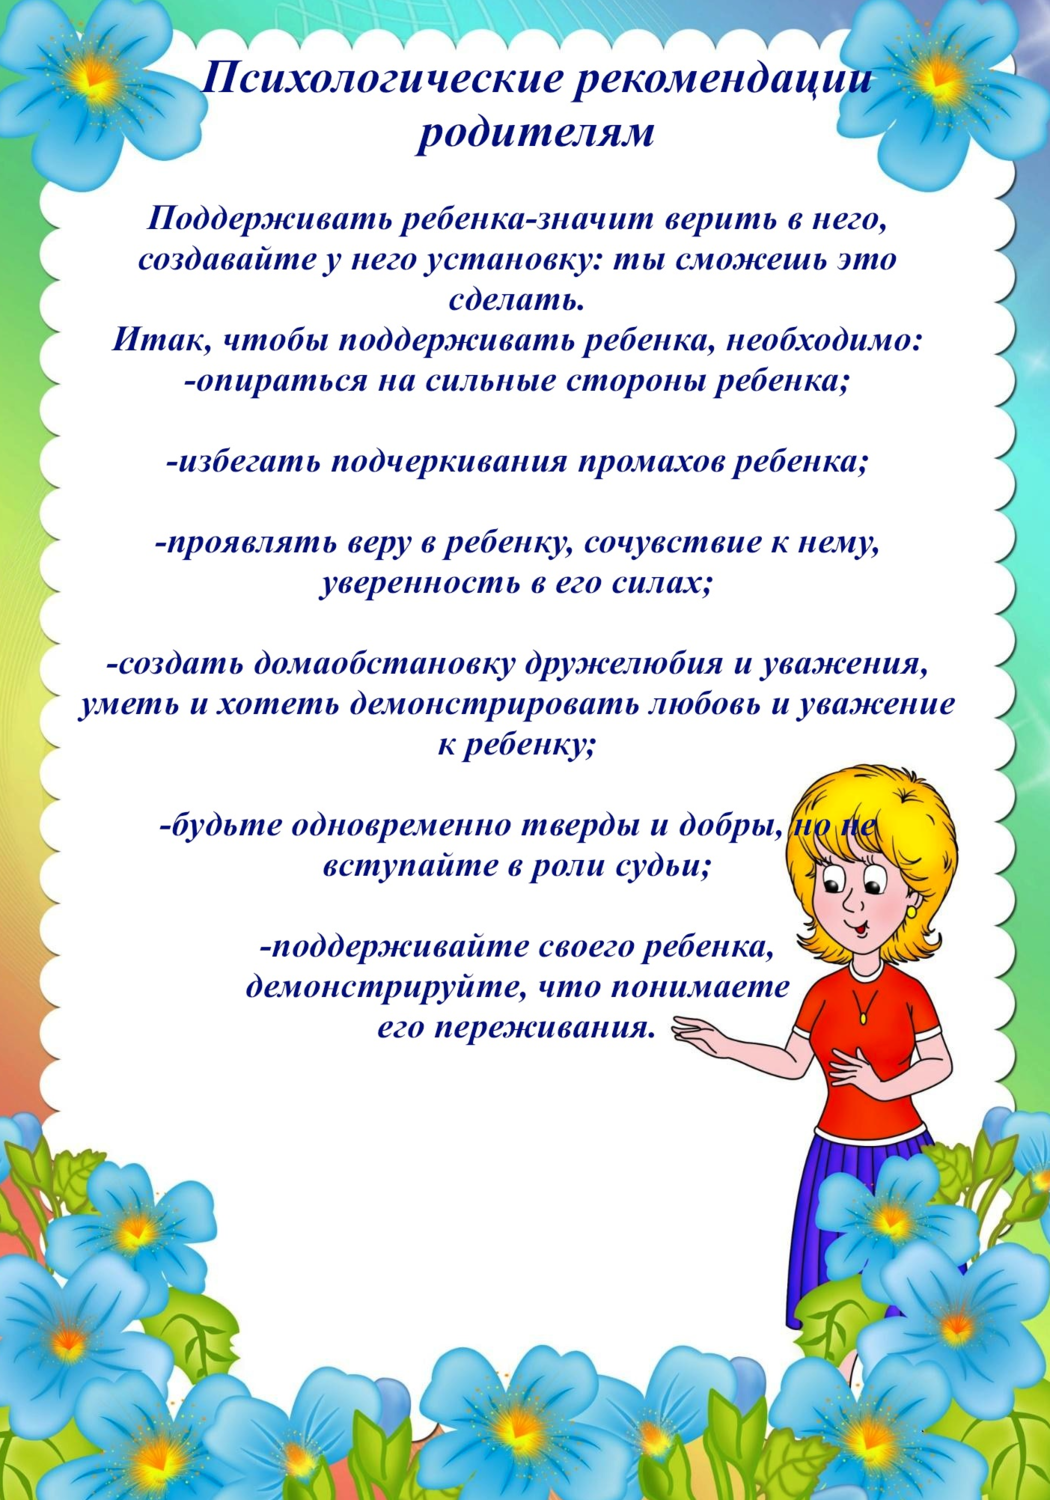 Психологические рекомендации
родителям
Поддерживать ребенка-значит верить в него,
создавайте у него установку: ты сможешь это
сделать.
Итак, чтобы поддерживать ребенка, необходимо:
-опираться на сильные стороны ребенка;
-избегать подчеркивания промахов ребенка;
-проявлять веру в ребенку, сочувствие к нему,
уверенность в его силах;
-создать домаобстановку дружелюбия и уважения,
уметь и хотеть демонстрировать любовь и уважение
к ребенку;
-будьте одновременно тверды и добры, но не
вступайте в роли судьи;
-поддерживайте своего ребенка,
демонстрируйте, что понимаете
его переживания.